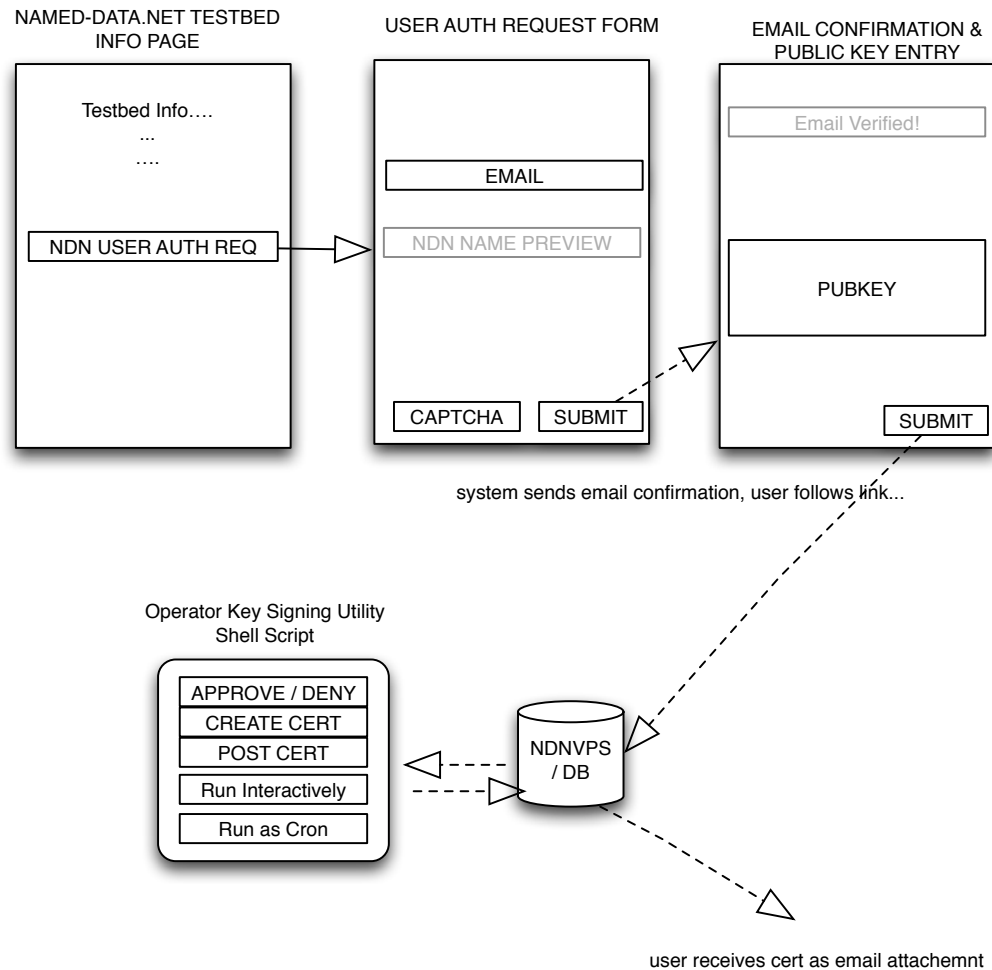 NAMED-DATA.NET TESTBED
INFO PAGE
Testbed Info....
...
....
NDN USER AUTH REQ
USER AUTH REQUEST FORM
EMAIL
NDN NAME PREVIEW
CAPTCHA
SUBMIT
EMAIL CONFIRMATION &
PUBLIC KEY ENTRY
Email Verified!
PUBKEY
SUBMIT
system sends email confirmation, user follows link...
Operator Key Signing Utility
Shell Script
APPROVE / DENY
CREATE CERT
POST CERT
Run Interactively
Run as Cron
NDNVPS
/ DB
user receives cert as email attachemnt